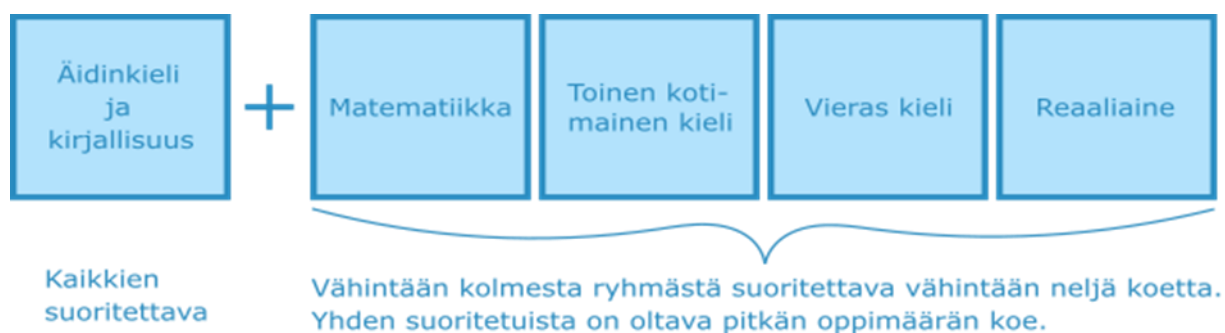 Äidinkieli
ja
kirjallisuus
+
Matematiikka
Toinen koti-
mainen kieli
Vieras kieli
Reaaliaine
Kaikkien
suoritettava
Vähintään kolmesta ryhmästä suoritettava vähintään neljä koetta.
Yhden suoritetuista on oltava pitkän oppimäärän koe.